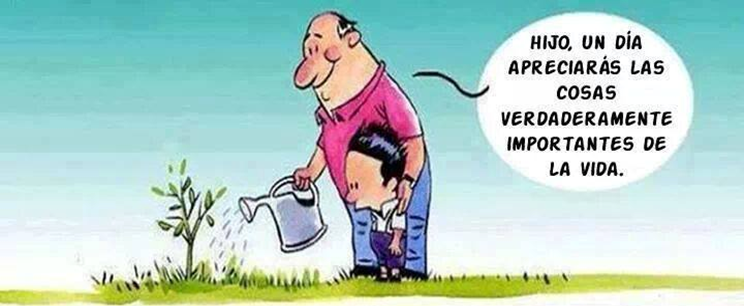 HIJO, UN DÍA
APRECIARÁS LAS
COSAS
VERDADERAMENTE
IMPORTANTES DE
LA VIDA.